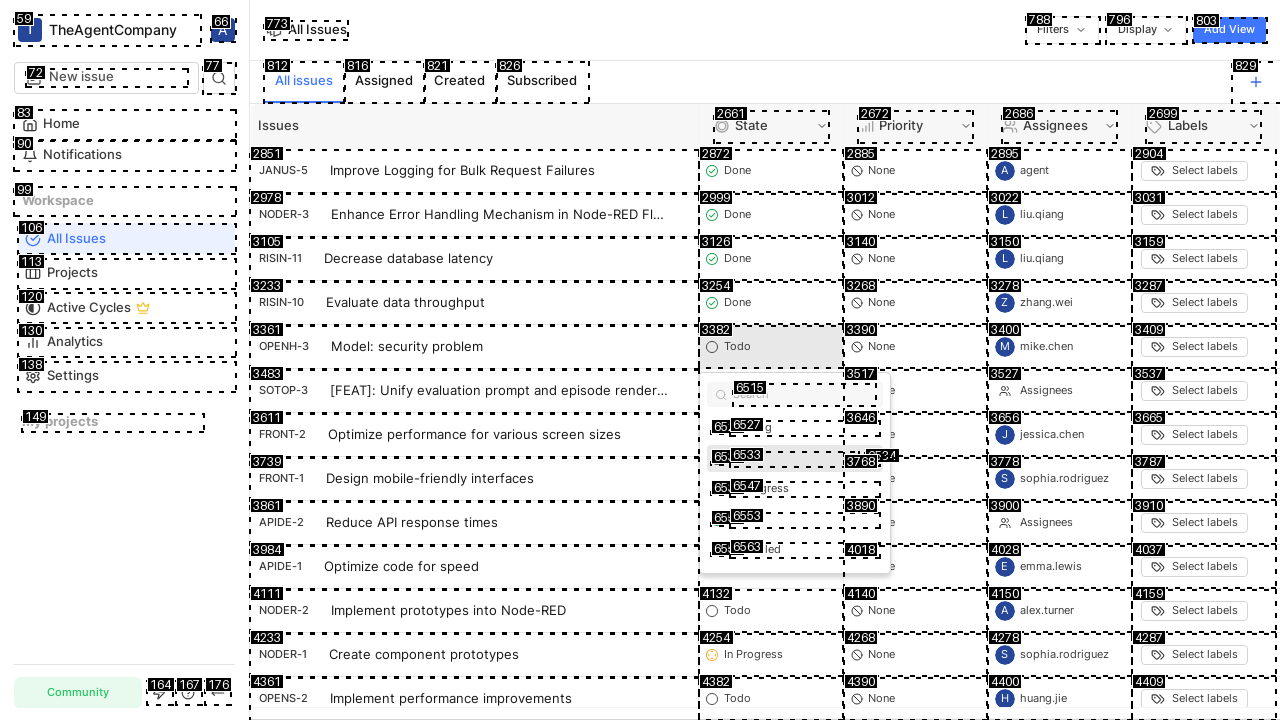 59 TheAgentCompany 66
72 New issue 77
83 Home
90 Notifications
99 Workspace
106 All Issues
113 Projects
120 Active Cycles
130 Analytics
138 Settings
149 My projects
Community 164 167 176
773 All Issues 788 Filters 796 Display 803 Add View
812 All issues 816 Assigned 821 Created 826 Subscribed 829
Issues 2661 State 2672 Priority 2686 Assignees 2699 Labels
2851 JANUS-5 Improve Logging for Bulk Request Failures 2872 Done 2885 None 2895 A agent 2904 Select labels
2978 NODER-3 Enhance Error Handling Mechanism in Node-RED Fl... 2999 Done 3012 None 3022 L liu.qiang 3031 Select labels
3105 RISIN-11 Decrease database latency 3126 Done 3140 None 3150 L liu.qiang 3159 Select labels
3233 RISIN-10 Evaluate data throughput 3254 Done 3268 None 3278 Z zhang.wei 3287 Select labels
3361 OPENH-3 Model: security problem 3382 Todo 3390 None 3400 M mike.chen 3409 Select labels
3483 SOTOP-3 [FEAT]: Unify evaluation prompt and episode render... 6515 Search 3517 3527 Assignees 3537 Select labels
3611 FRONT-2 Optimize performance for various screen sizes 6527 3646 3656 jessica.chen 3665 Select labels
3739 FRONT-1 Design mobile-friendly interfaces 6533 3768 3778 S sophia.rodriguez 3787 Select labels
6547
3861 APIDE-2 Reduce API response times 6553 3890 3900 Assignees 3910 Select labels
3984 APIDE-1 Optimize code for speed 6563 4018 4028 E emma.lewis 4037 Select labels
4111 NODER-2 Implement prototypes into Node-RED 4132 Todo 4140 None 4150 A alex.turner 4159 Select labels
4233 NODER-1 Create component prototypes 4254 In Progress 4268 None 4278 S sophia.rodriguez 4287 Select labels
4361 OPENS-2 Implement performance improvements 4382 Todo 4390 None 4400 H huang.jie 4409 Select labels